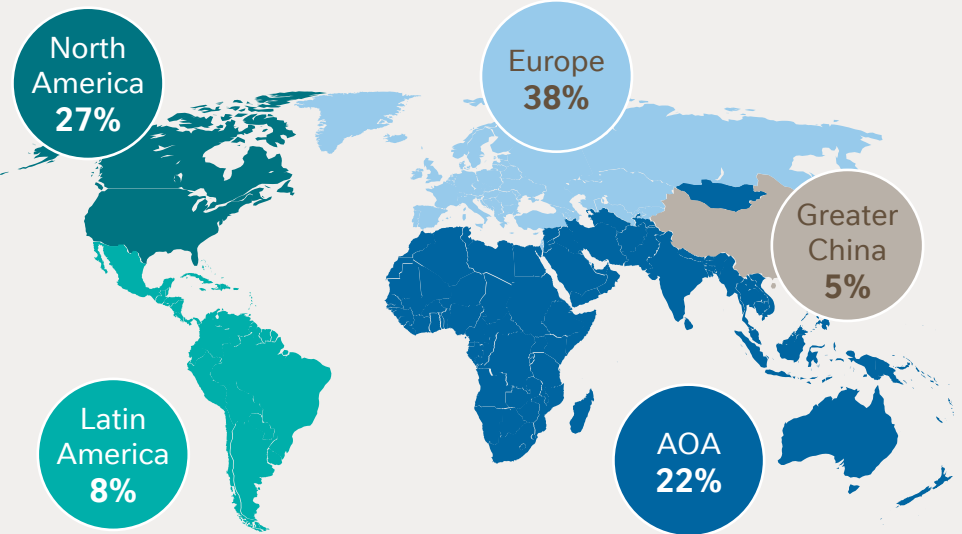 North
America
27%
Europe
38%
Greater
China
5%
Latin
America
8%
AOA
22%